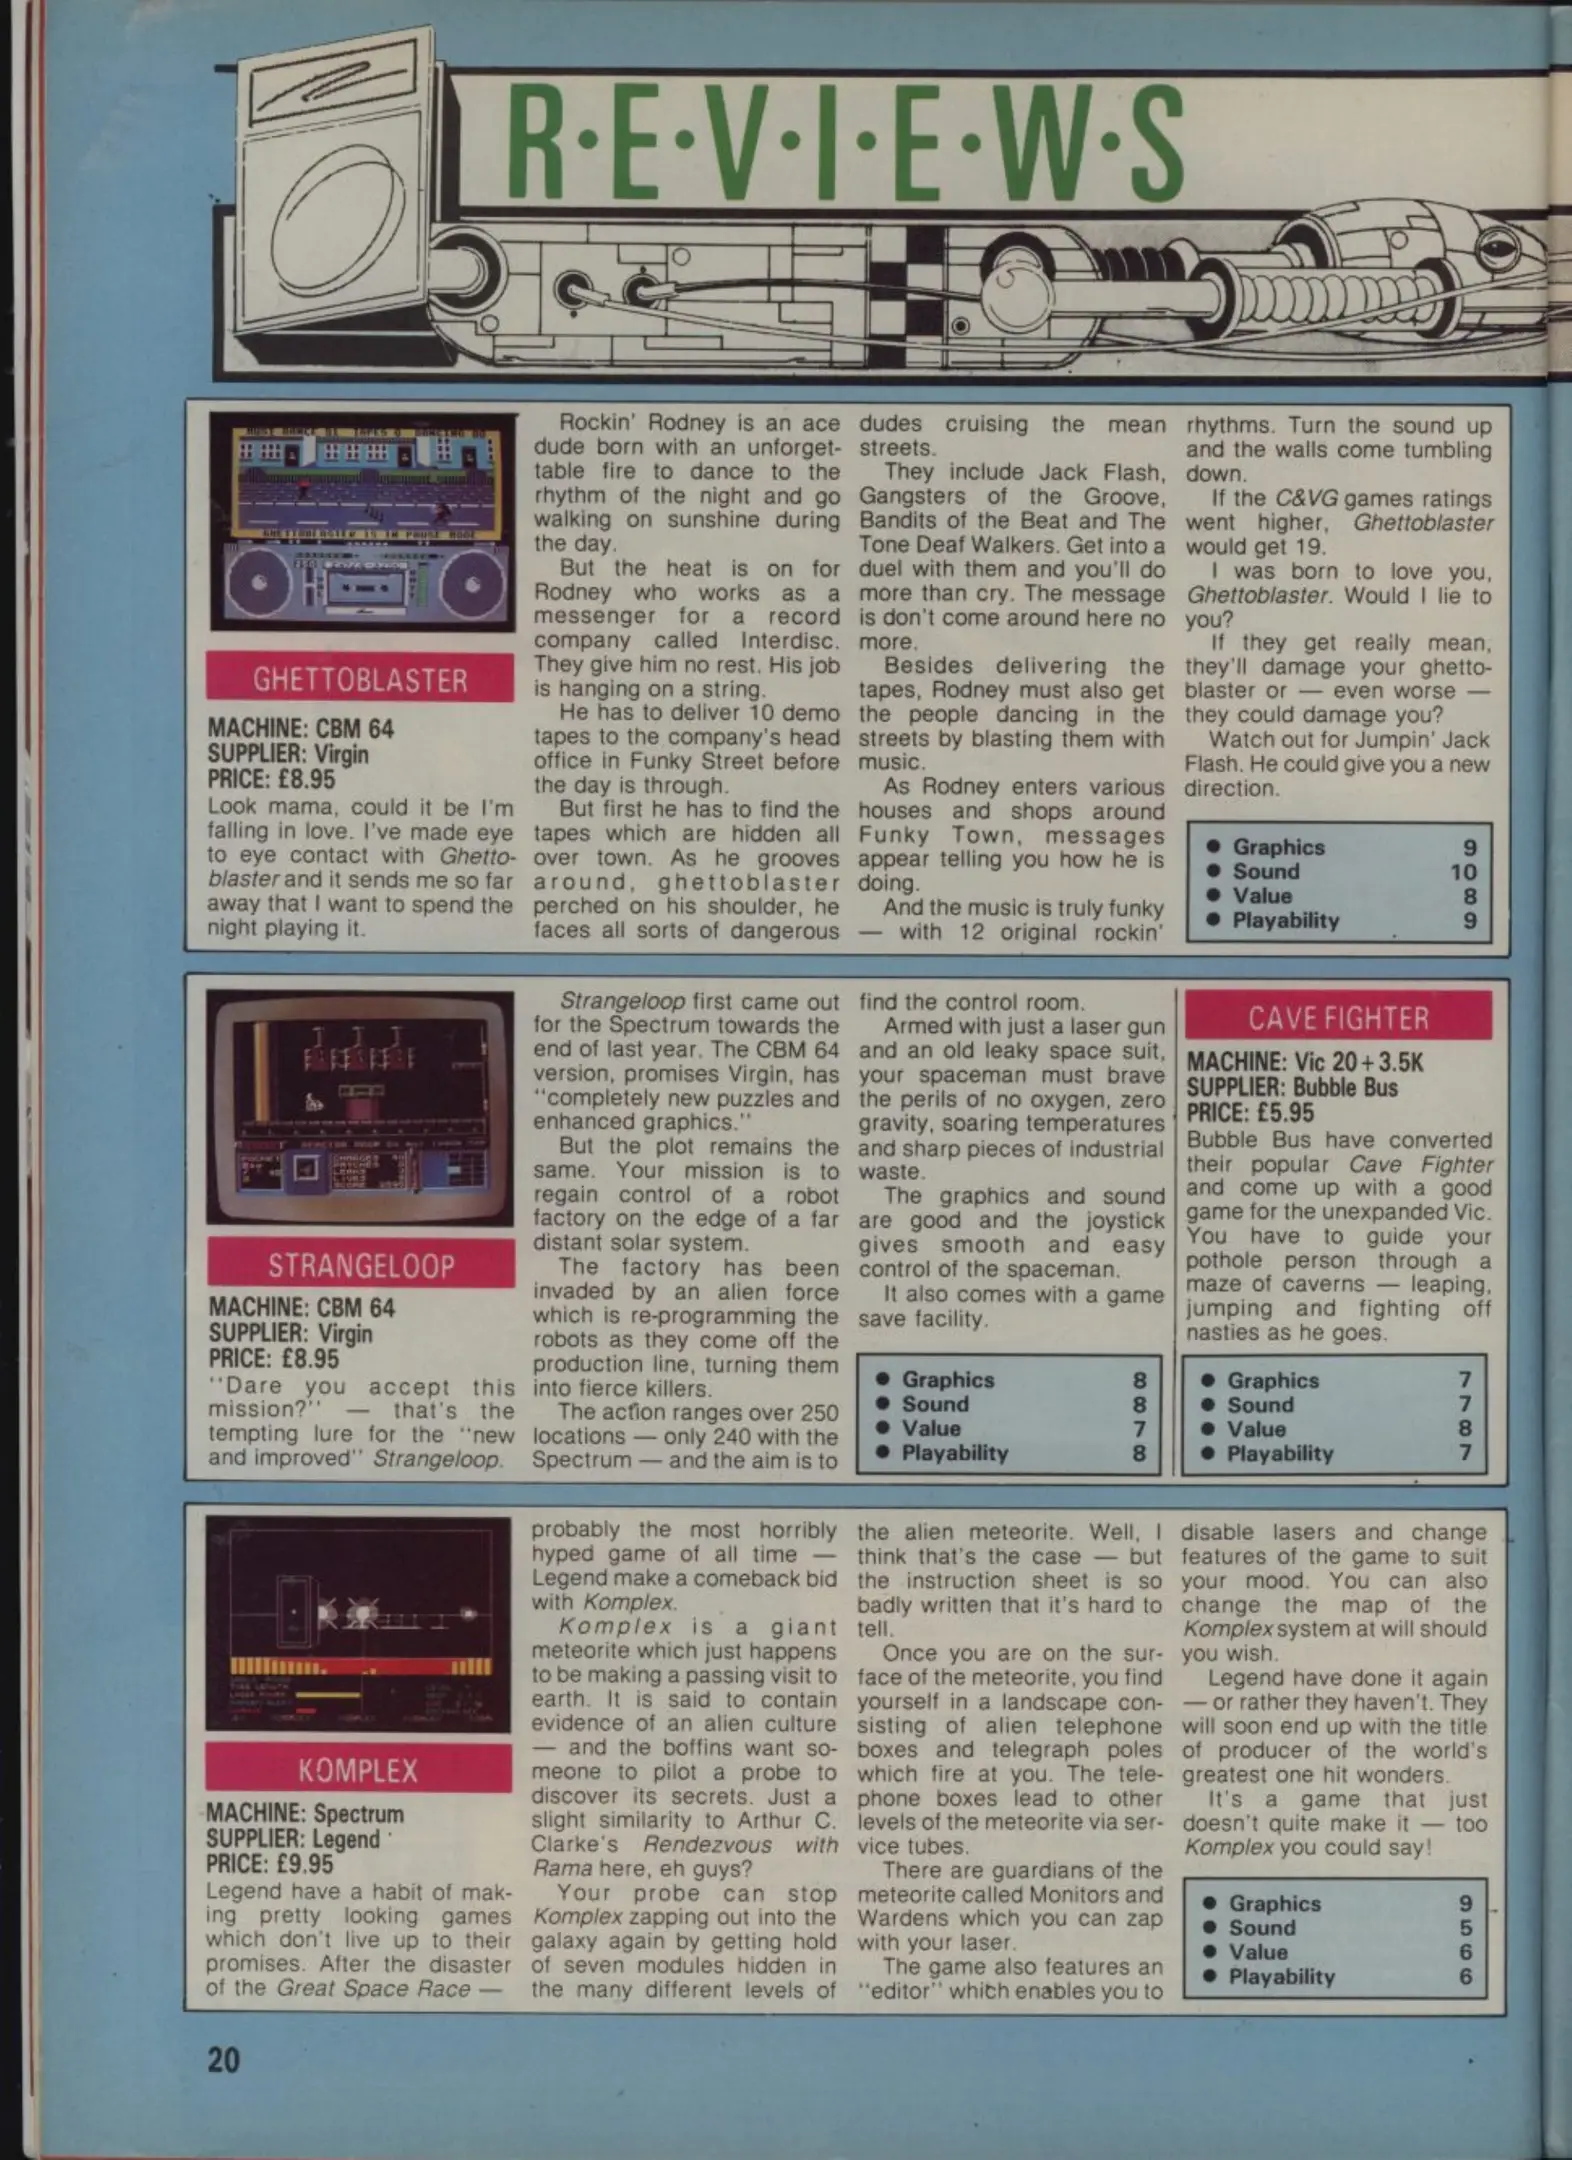 R·E·V·I·E·W·S
GHETTOBLASTER IS IN PAUSE MODE
GHETTOBLASTER
MACHINE: CBM 64
SUPPLIER: Virgin
PRICE: £8.95
Look mama, could it be I'm
falling in love. I've made eye
to eye contact with Ghetto-
blaster and it sends me so far
away that I want to spend the
night playing it.
Rockin' Rodney is an ace
dude born with an unforget-
table fire to dance to the
rhythm of the night and go
walking on sunshine during
the day.
But the heat is on for
Rodney who works as a
messenger for a record
company called Interdisc.
They give him no rest. His job
is hanging on a string.
He has to deliver 10 demo
tapes to the company's head
office in Funky Street before
the day is through.
But first he has to find the
tapes which are hidden all
over town. As he grooves
around, ghettoblaster
perched on his shoulder, he
faces all sorts of dangerous
dudes cruising the mean
streets.
They include Jack Flash,
Gangsters of the Groove,
Bandits of the Beat and The
Tone Deaf Walkers. Get into a
duel with them and you'll do
more than cry. The message
is don't come around here no
more.
Besides delivering the
tapes, Rodney must also get
the people dancing in the
streets by blasting them with
music.
As Rodney enters various
houses and shops around
Funky Town, messages
appear telling you how he is
doing.
And the music is truly funky
— with 12 original rockin'
rhythms. Turn the sound up
and the walls come tumbling
down.
If the C&VG games ratings
went higher, Ghettoblaster
would get 19.
I was born to love you,
Ghettoblaster. Would I lie to
you?
If they get really mean,
they'll damage your ghetto-
blaster or — even worse —
they could damage you?
Watch out for Jumpin' Jack
Flash. He could give you a new
direction.
• Graphics 9
• Sound 10
• Value 8
• Playability 9
STRANGELOOP
MACHINE: CBM 64
SUPPLIER: Virgin
PRICE: £8.95
"Dare you accept this
mission?" — that's the
tempting lure for the "new
and improved" Strangeloop.
Strangeloop first came out
for the Spectrum towards the
end of last year. The CBM 64
version, promises Virgin, has
"completely new puzzles and
enhanced graphics."
But the plot remains the
same. Your mission is to
regain control of a robot
factory on the edge of a far
distant solar system.
The factory has been
invaded by an alien force
which is re-programming the
robots as they come off the
production line, turning them
into fierce killers.
The action ranges over 250
locations — only 240 with the
Spectrum — and the aim is to
find the control room.
Armed with just a laser gun
and an old leaky space suit,
your spaceman must brave
the perils of no oxygen, zero
gravity, soaring temperatures
and sharp pieces of industrial
waste.
The graphics and sound
are good and the joystick
gives smooth and easy
control of the spaceman.
It also comes with a game
save facility.
• Graphics 8
• Sound 8
• Value 7
• Playability 8
CAVE FIGHTER
MACHINE: Vic 20 + 3.5K
SUPPLIER: Bubble Bus
PRICE: £5.95
Bubble Bus have converted
their popular Cave Fighter
and come up with a good
game for the unexpanded Vic.
You have to guide your
pothole person through a
maze of caverns — leaping,
jumping and fighting off
nasties as he goes.
• Graphics 7
• Sound 7
• Value 8
• Playability 7
KOMPLEX
MACHINE: Spectrum
SUPPLIER: Legend
PRICE: £9.95
Legend have a habit of mak-
ing pretty looking games
which don't live up to their
promises. After the disaster
of the Great Space Race —
probably the most horribly
hyped game of all time —
Legend make a comeback bid
with Komplex.
Komplex is a giant
meteorite which just happens
to be making a passing visit to
earth. It is said to contain
evidence of an alien culture
— and the boffins want so-
meone to pilot a probe to
discover its secrets. Just a
slight similarity to Arthur C.
Clarke's Rendezvous with
Rama here, eh guys?
Your probe can stop
Komplex zapping out into the
galaxy again by getting hold
of seven modules hidden in
the many different levels of
the alien meteorite. Well, I
think that's the case — but
the instruction sheet is so
badly written that it's hard to
tell.
Once you are on the sur-
face of the meteorite, you find
yourself in a landscape con-
sisting of alien telephone
boxes and telegraph poles
which fire at you. The tele-
phone boxes lead to other
levels of the meteorite via ser-
vice tubes.
There are guardians of the
meteorite called Monitors and
Wardens which you can zap
with your laser.
The game also features an
"editor" which enables you to
disable lasers and change
features of the game to suit
your mood. You can also
change the map of the
Komplex system at will should
you wish.
Legend have done it again
— or rather they haven't. They
will soon end up with the title
of producer of the world's
greatest one hit wonders.
It's a game that just
doesn't quite make it — too
Komplex you could say!
• Graphics 9
• Sound 5
• Value 6
• Playability 6
20